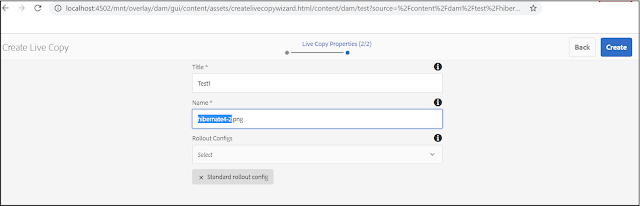 localhost:4502/mnt/overlay/dam/gui/content/assets/createlivecopywizard.html/content/dam/test?source=%2Fcontent%2Fdam%2Ftest%2Fhiber...
Create Live Copy
Live Copy Properties (2/2)
Back
Create
Title *
Test!
Name *
hibernate4-2.png
Rollout Configs
Select
× Standard rollout config